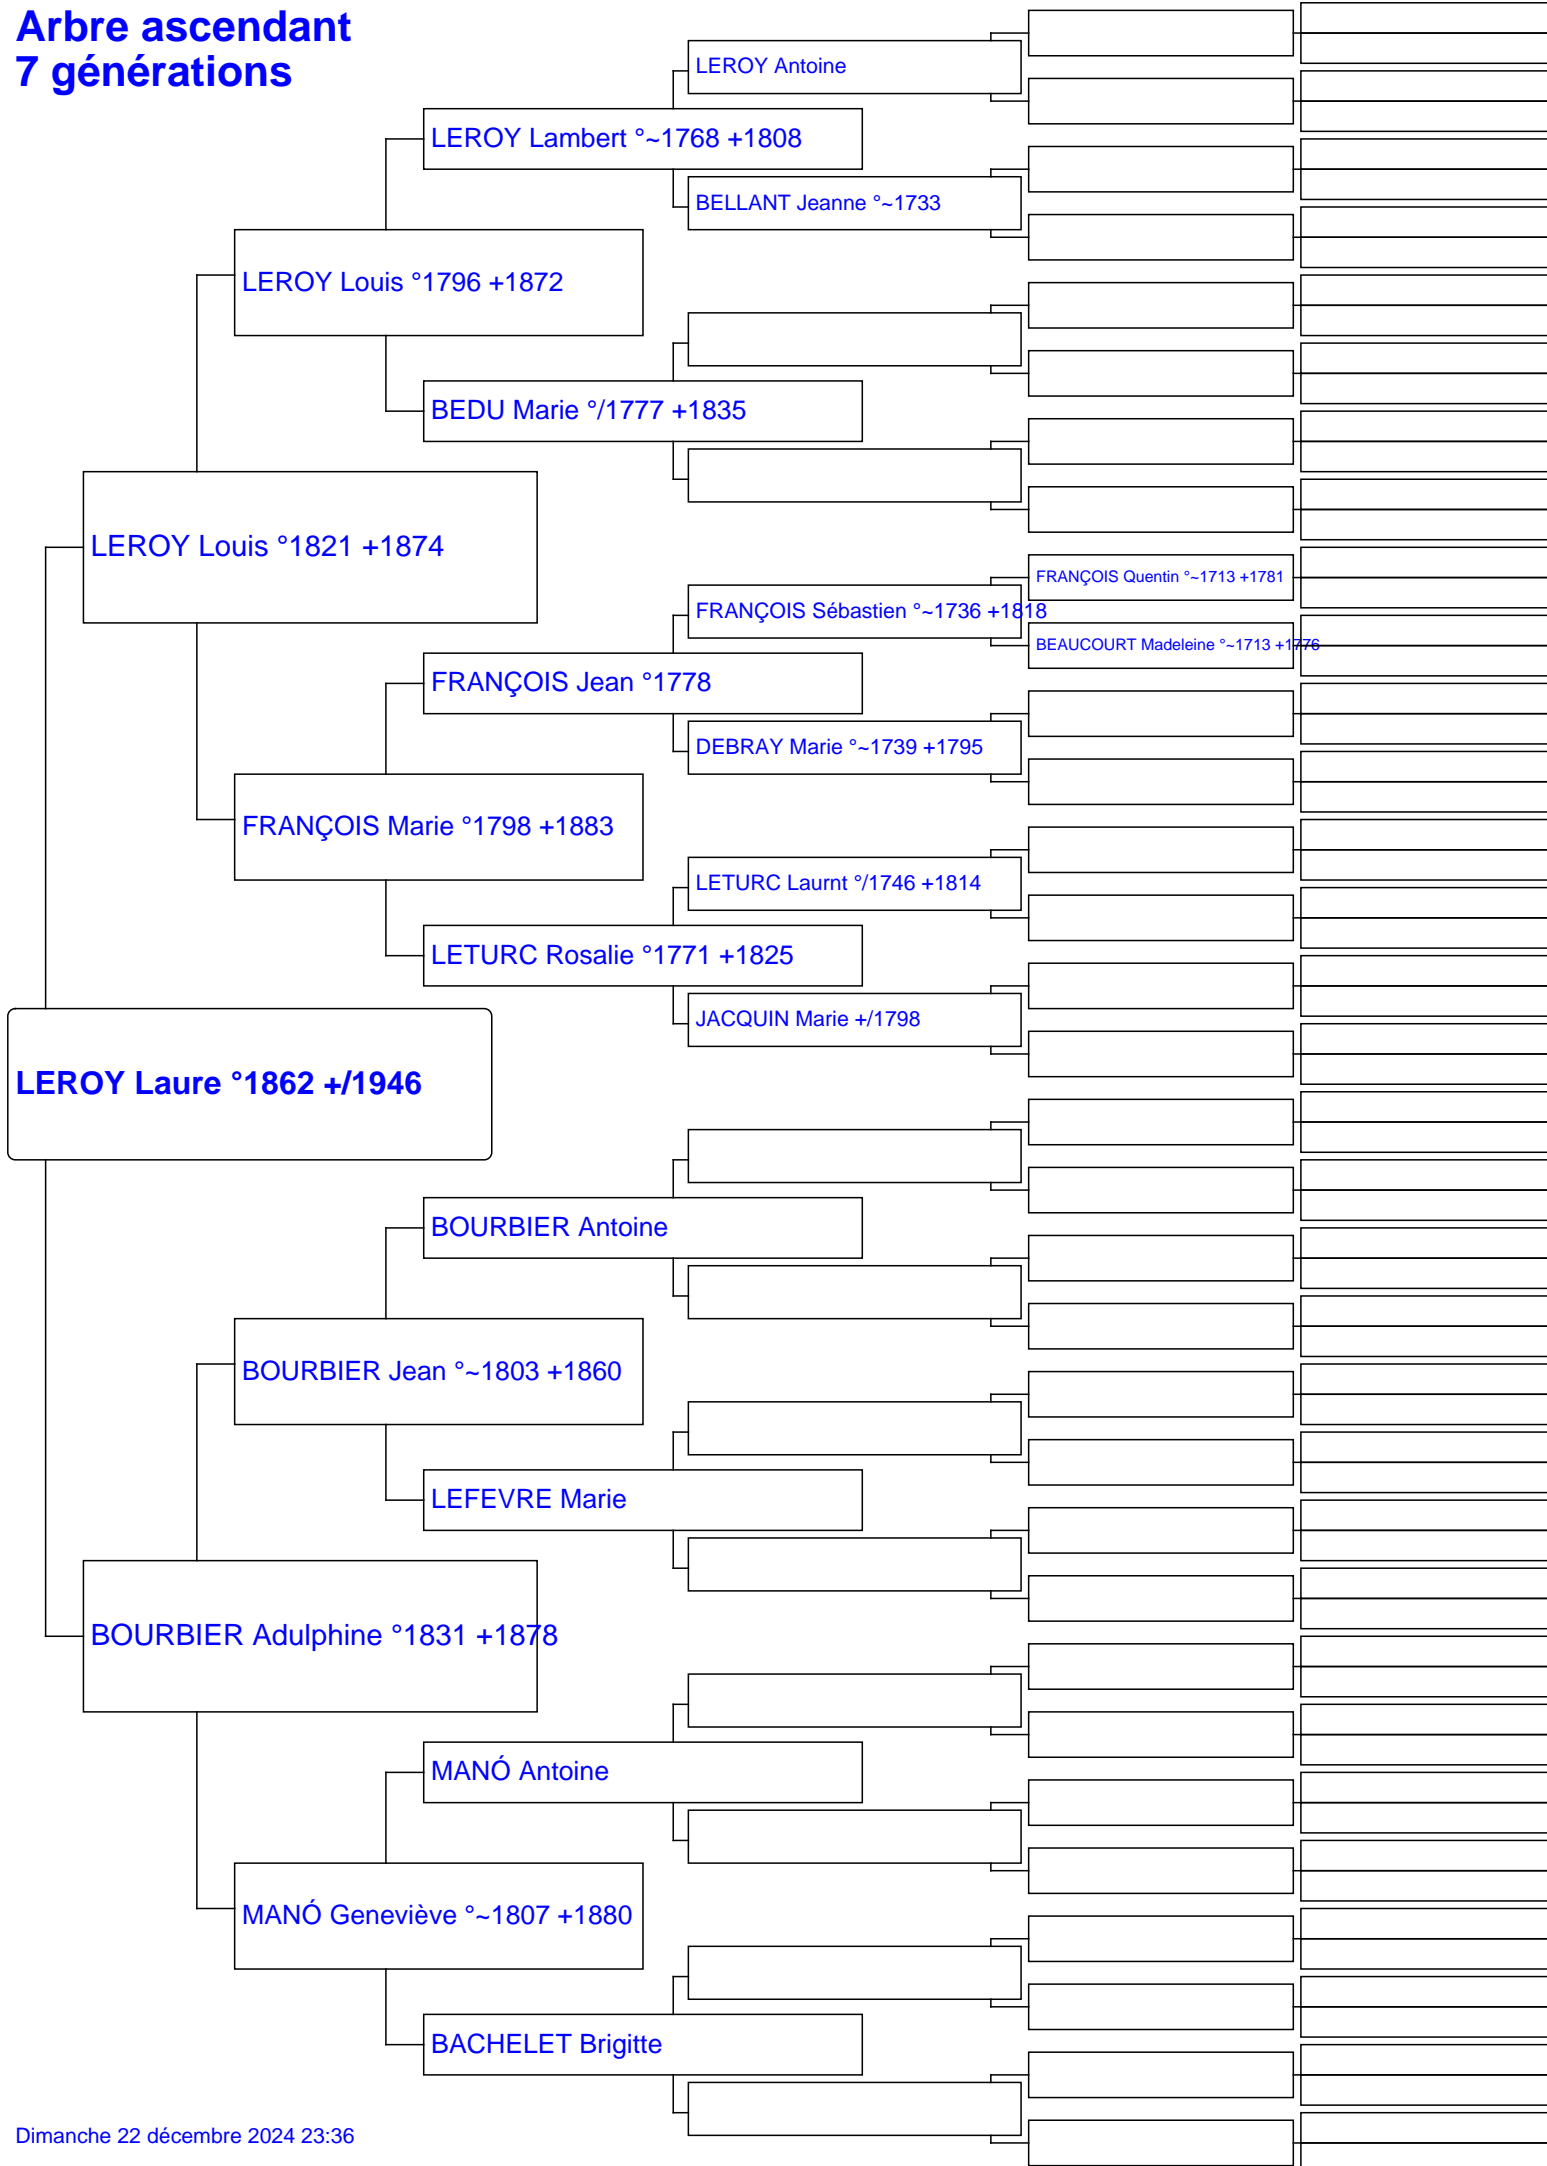 Arbre ascendant
7 générations
LEROY Antoine
LEROY Lambert °~1768 +1808
BELLANT Jeanne °~1733
LEROY Louis °1796 +1872
BEDU Marie °/1777 +1835
LEROY Louis °1821 +1874
FRANÇOIS Quentin °~1713 +1781
FRANÇOIS Sébastien °~1736 +1818
BEAUCOURT Madeleine °~1713 +1776
FRANÇOIS Jean °1778
DEBRAY Marie °~1739 +1795
FRANÇOIS Marie °1798 +1883
LETURC Laurnt °/1746 +1814
LETURC Rosalie °1771 +1825
JACQUIN Marie +/1798
LEROY Laure °1862 +/1946
BOURBIER Antoine
BOURBIER Jean °~1803 +1860
LEFEVRE Marie
BOURBIER Adulphine °1831 +1878
MANÓ Antoine
MANÓ Geneviève °~1807 +1880
BACHELET Brigitte
Dimanche 22 décembre 2024 23:36